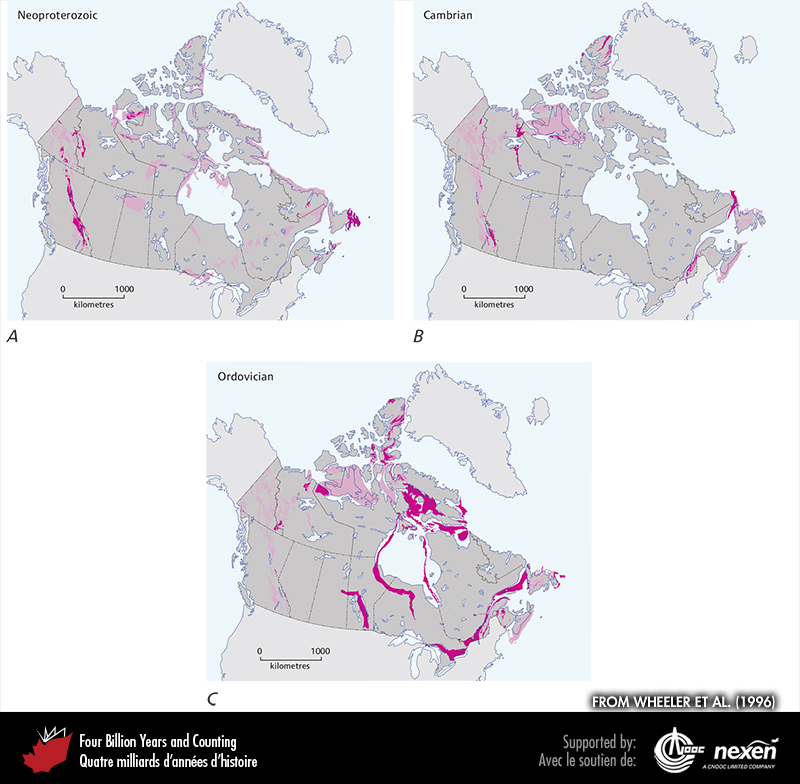 Neoproterozoic
0 1000
kilometres
A
Cambrian
0 1000
kilometres
B
Ordovician
0 1000
kilometres
C
FROM WHEELER ET AL. (1996)
Four Billion Years and Counting
Quatre milliards d’années d’histoire
Supported by:
Avec le soutien de:
CNOOC
nexen
A CNOOC LIMITED COMPANY